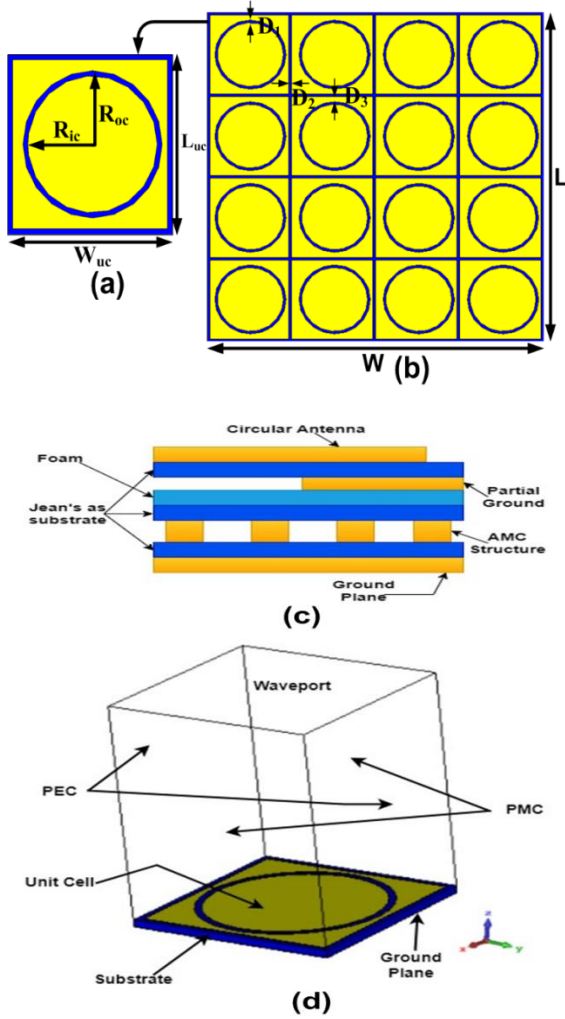 D1
Ric
Roc
Luc
D2
D3
L
Wuc
(a)
W
(b)
Circular Antenna
Foam
Jean's as
substrate
Partial
Ground
AMC
Structure
Ground
Plane
(c)
Waveport
PEC
PMC
Unit Cell
Substrate
Ground
Plane
z
x
y
(d)